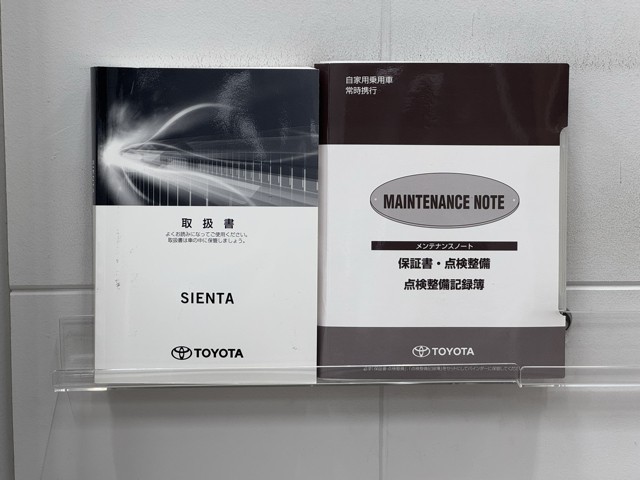 取扱書
よくお読みになってご使用ください。
取扱書は車の中に保管しましょう。
SIENTA
TOYOTA
自家用乗用車
常時携行
MAINTENANCE NOTE
メンテナンスノート
保証書・点検整備
点検整備記録簿
TOYOTA